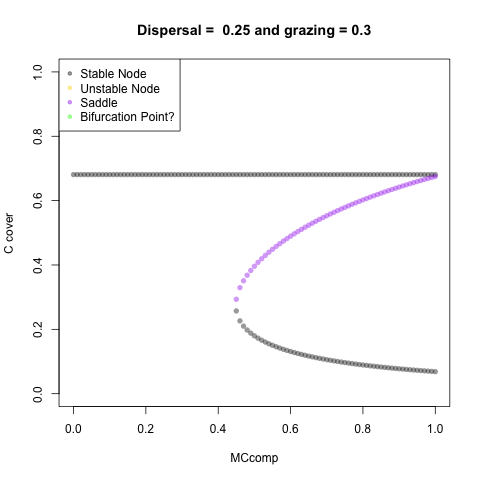 Dispersal =  0.25 and grazing = 0.3
Stable Node
Unstable Node
Saddle
Bifurcation Point?
1.0
0.8
0.6
0.4
0.2
0.0
C cover
0.0 0.2 0.4 0.6 0.8 1.0
MCcomp